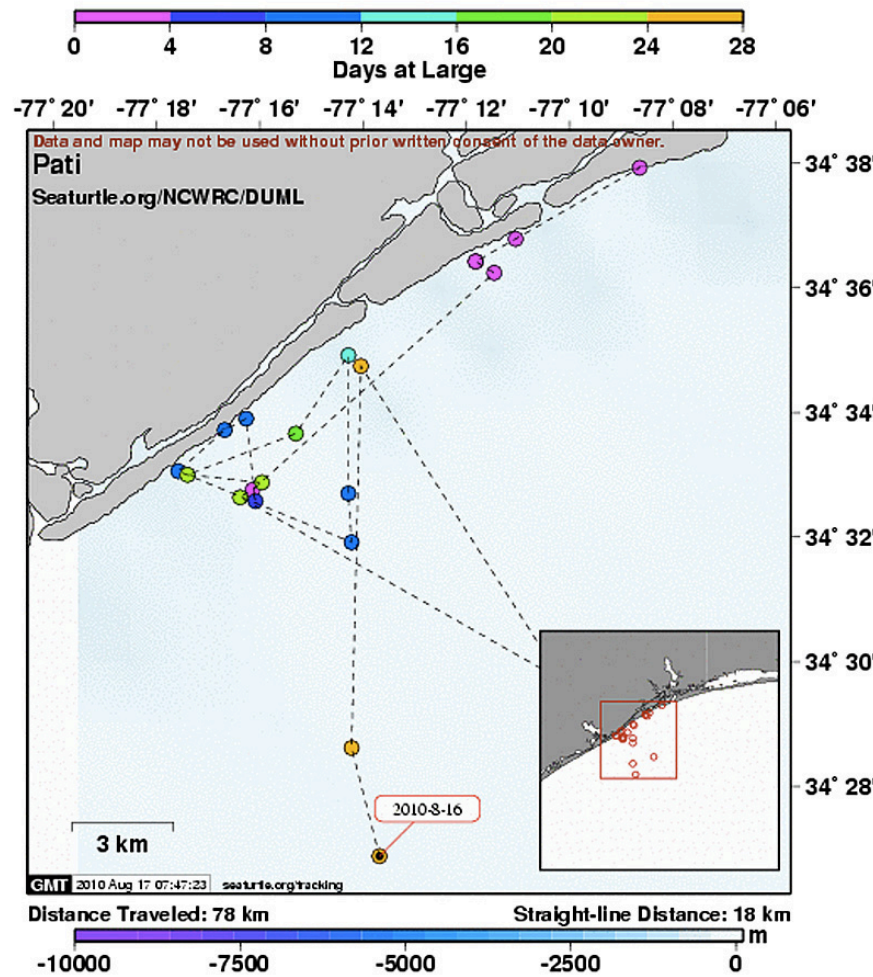 0 4 8 12 16 20 24 28
Days at Large
-77° 20' -77° 18' -77° 16' -77° 14' -77° 12' -77° 10' -77° 08' -77° 06'
Data and map may not be used without prior written consent of the data owner.
Pati
Seaturtle.org/NCWRC/DUML
34° 38'
34° 36'
34° 34'
34° 32'
34° 30'
34° 28'
2010-8-16
3 km
GMT 2010 Aug 17 07:47:23 seaturtle.org/tracking
Distance Traveled: 78 km Straight-line Distance: 18 km
m
-10000 -7500 -5000 -2500 0